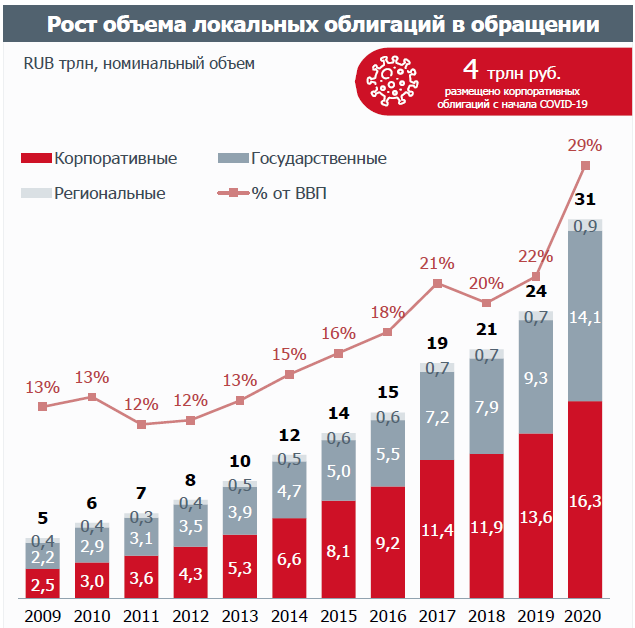 Рост объема локальных облигаций в обращении
RUB трлн, номинальный объем
4 трлн руб.
размещено корпоративных
облигаций с начала COVID-19
Корпоративные
Государственные
Региональные
% от ВВП
13% 13% 12% 12% 13% 15% 16% 18% 21% 20% 22% 29%
5 6 7 8 10 12 14 15 19 21 24 31
0,4 0,4 0,3 0,4 0,5 0,5 0,6 0,6 0,7 0,7 0,7 0,9
2,2 2,9 3,1 3,5 3,9 4,7 5,0 5,5 7,2 7,9 9,3 14,1
2,5 3,0 3,6 4,3 5,3 6,6 8,1 9,2 11,4 11,9 13,6 16,3
2009 2010 2011 2012 2013 2014 2015 2016 2017 2018 2019 2020